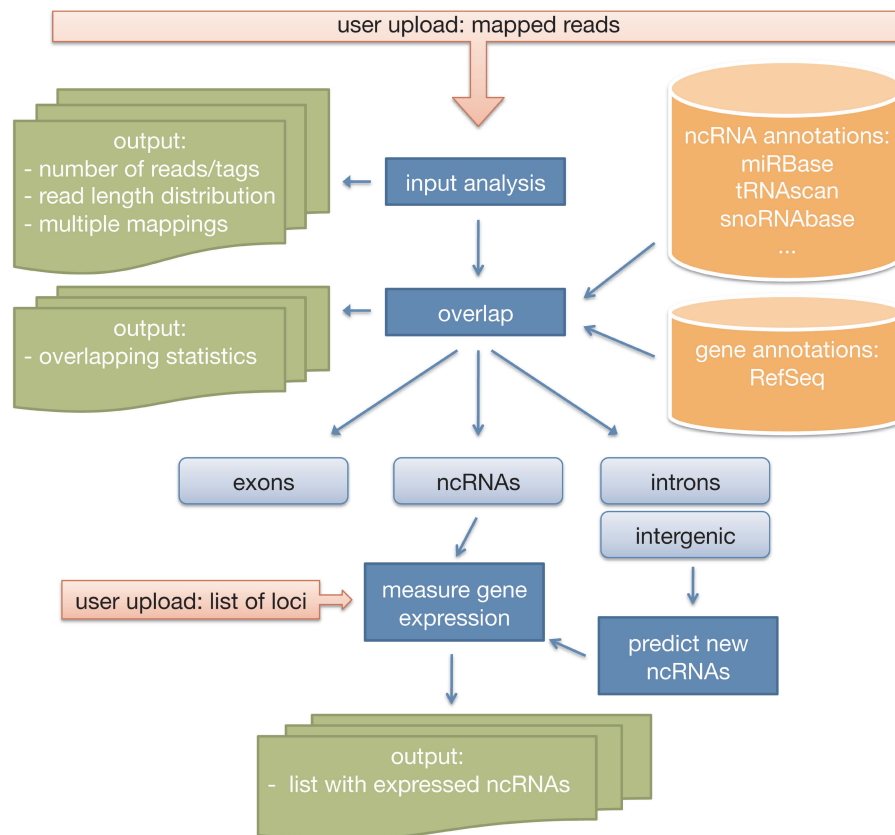 user upload: mapped reads
output:
- number of reads/tags
- read length distribution
- multiple mappings
input analysis
ncRNA annotations:
miRBase
tRNAscan
snoRNAbase
...
output:
- overlapping statistics
overlap
gene annotations:
RefSeq
exons
ncRNAs
introns
intergenic
user upload: list of loci
measure gene
expression
predict new
ncRNAs
output:
- list with expressed ncRNAs